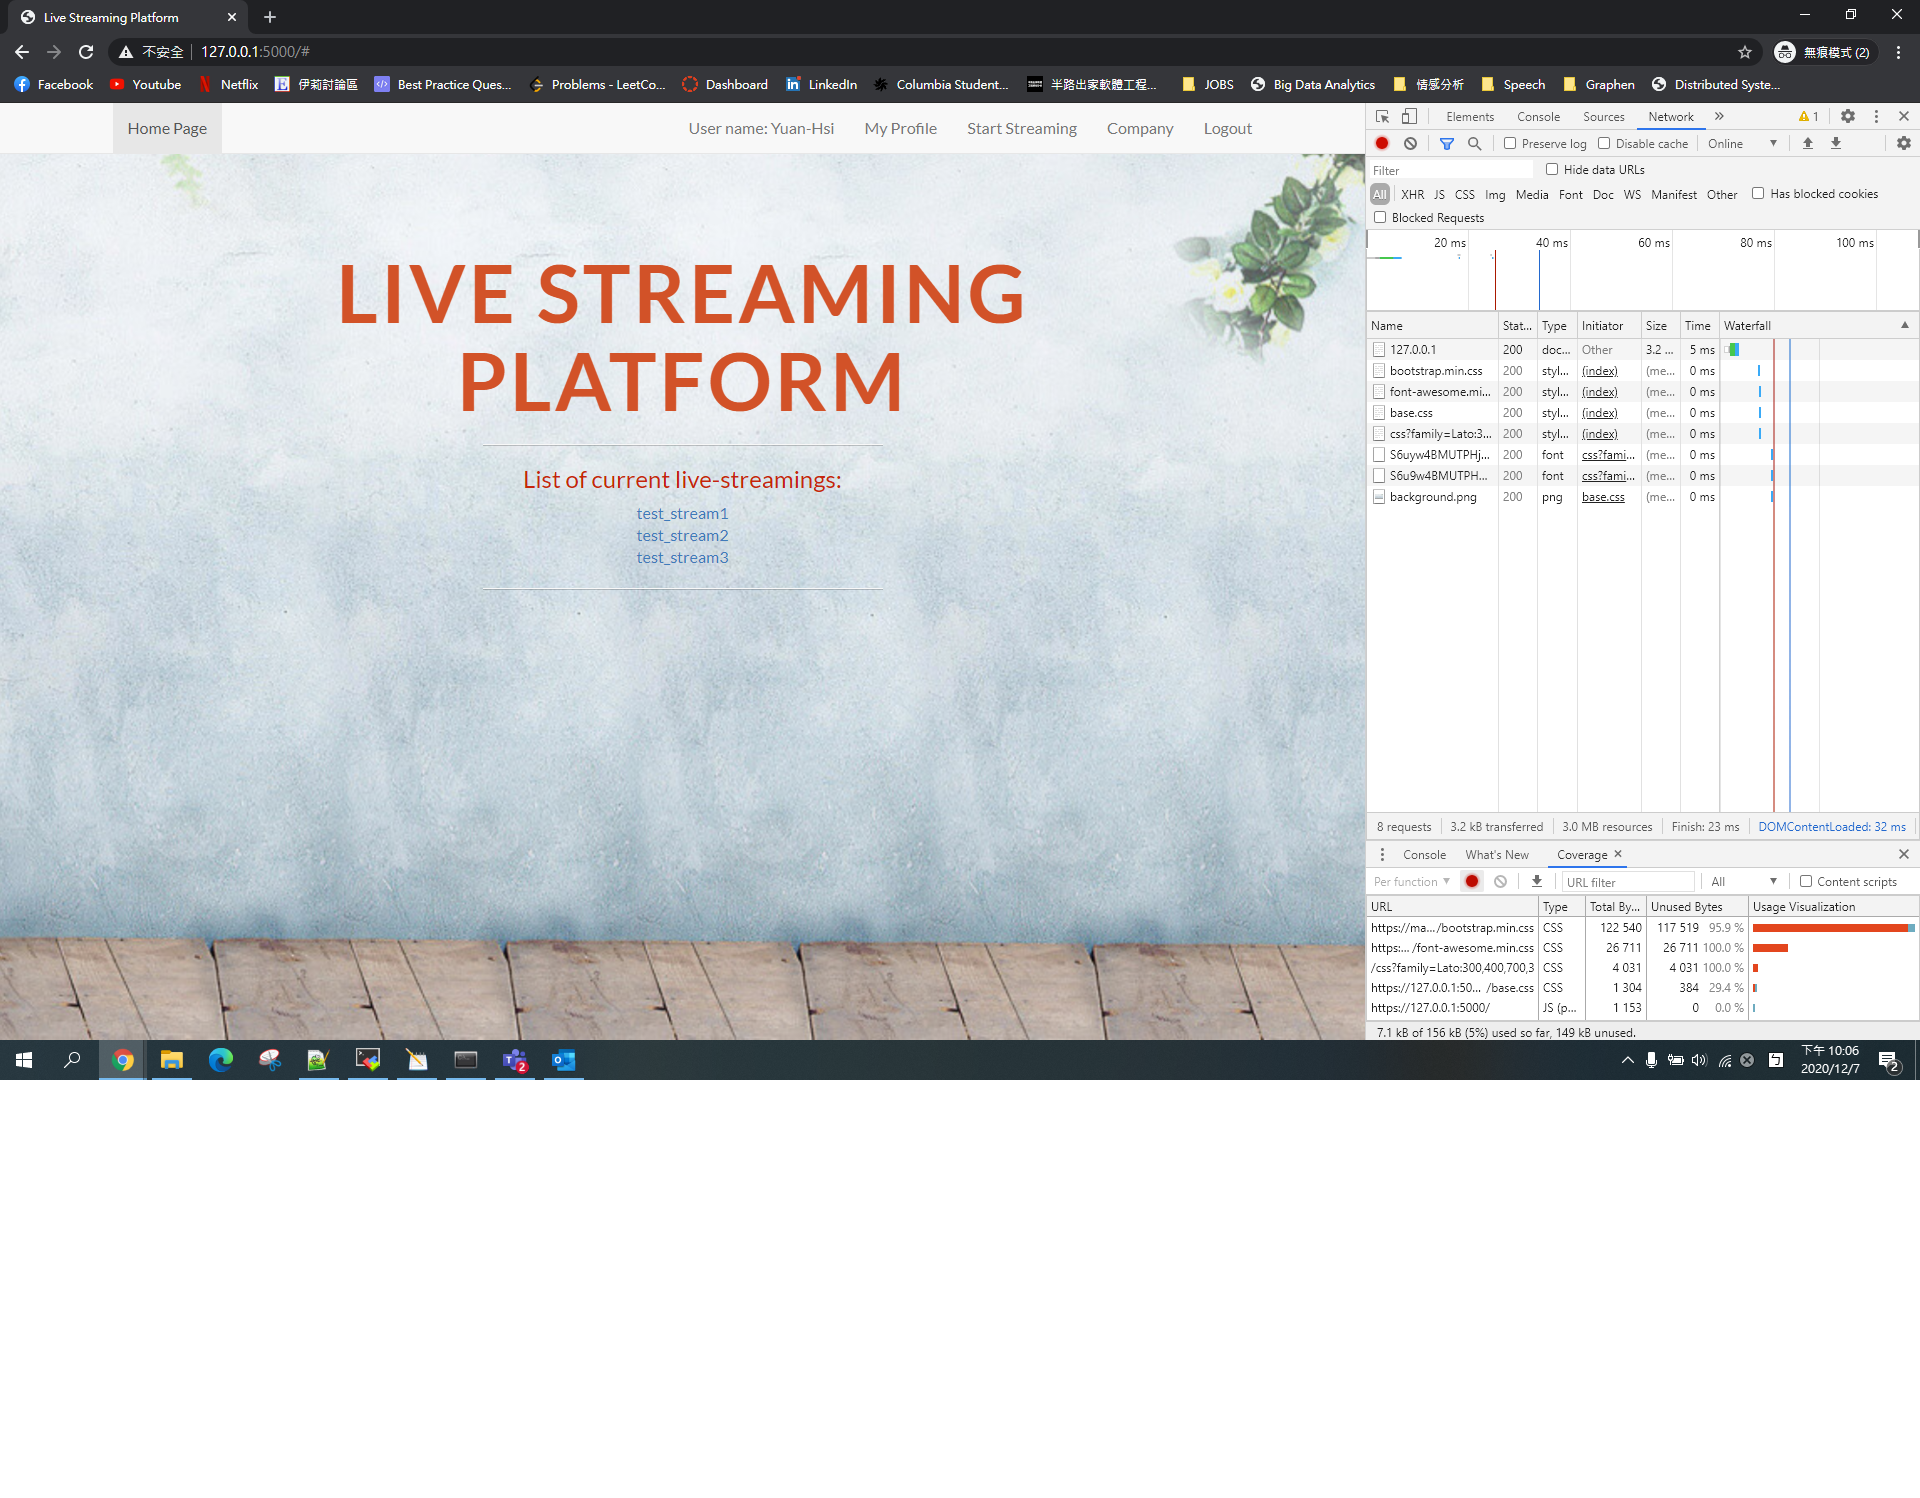 Live Streaming Platform
不安全 127.0.0.1:5000/#
無痕模式 (2)
Facebook Youtube Netflix 伊莉討論區 Best Practice Ques... Problems - LeetCo... Dashboard LinkedIn Columbia Student... 半路出家軟體工程... JOBS Big Data Analytics 情感分析 Speech Graphen Distributed Syste...
Home Page User name: Yuan-Hsi My Profile Start Streaming Company Logout
LIVE STREAMING
PLATFORM
List of current live-streamings:
test_stream1
test_stream2
test_stream3
Elements Console Sources Network » 1
Preserve log Disable cache Online
Filter Hide data URLs
All XHR JS CSS Img Media Font Doc WS Manifest Other Has blocked cookies
Blocked Requests
20 ms 40 ms 60 ms 80 ms 100 ms
Name Stat... Type Initiator Size Time Waterfall
127.0.0.1 200 doc... Other 3.2 ... 5 ms
bootstrap.min.css 200 styl... (index) (me... 0 ms
font-awesome.mi... 200 styl... (index) (me... 0 ms
base.css 200 styl... (index) (me... 0 ms
css?family=Lato:3... 200 styl... (index) (me... 0 ms
S6uyw4BMUTPHj... 200 font css?fami... (me... 0 ms
S6u9w4BMUTPH... 200 font css?fami... (me... 0 ms
background.png 200 png base.css (me... 0 ms
8 requests 3.2 kB transferred 3.0 MB resources Finish: 23 ms DOMContentLoaded: 32 ms
Console What's New Coverage
Per function URL filter All Content scripts
URL Type Total By... Unused Bytes Usage Visualization
https://ma.../bootstrap.min.css CSS 122 540 117 519 95.9 %
https:... /font-awesome.min.css CSS 26 711 26 711 100.0 %
/css?family=Lato:300,400,700,3 CSS 4 031 4 031 100.0 %
https://127.0.0.1:50... /base.css CSS 1 304 384 29.4 %
https://127.0.0.1:5000/ JS (p... 1 153 0 0.0 %
7.1 kB of 156 kB (5%) used so far, 149 kB unused.
下午 10:06
2020/12/7
2
2